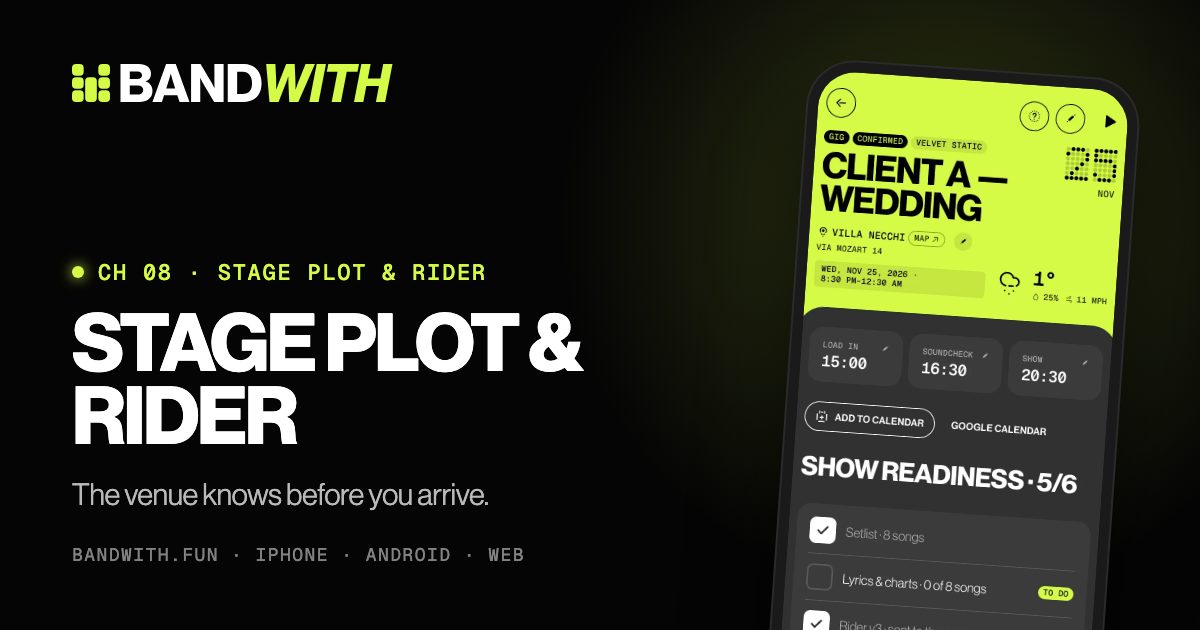 BANDWITH
CH 08 · STAGE PLOT & RIDER
STAGE PLOT &
RIDER
The venue knows before you arrive.
BANDWITH.FUN · IPHONE · ANDROID · WEB
GIG CONFIRMED VELVET STATIC
CLIENT A —
WEDDING
25
NOV
VILLA NECCHI MAP ↗
VIA MOZART 14
WED, NOV 25, 2026 ·
8:30 PM–12:30 AM
1°
25% 11 MPH
LOAD IN
15:00
SOUNDCHECK
16:30
SHOW
20:30
ADD TO CALENDAR
GOOGLE CALENDAR
SHOW READINESS · 5/6
Setlist · 8 songs
Lyrics & charts · 0 of 8 songs
TO DO
Rider v3 · sent to